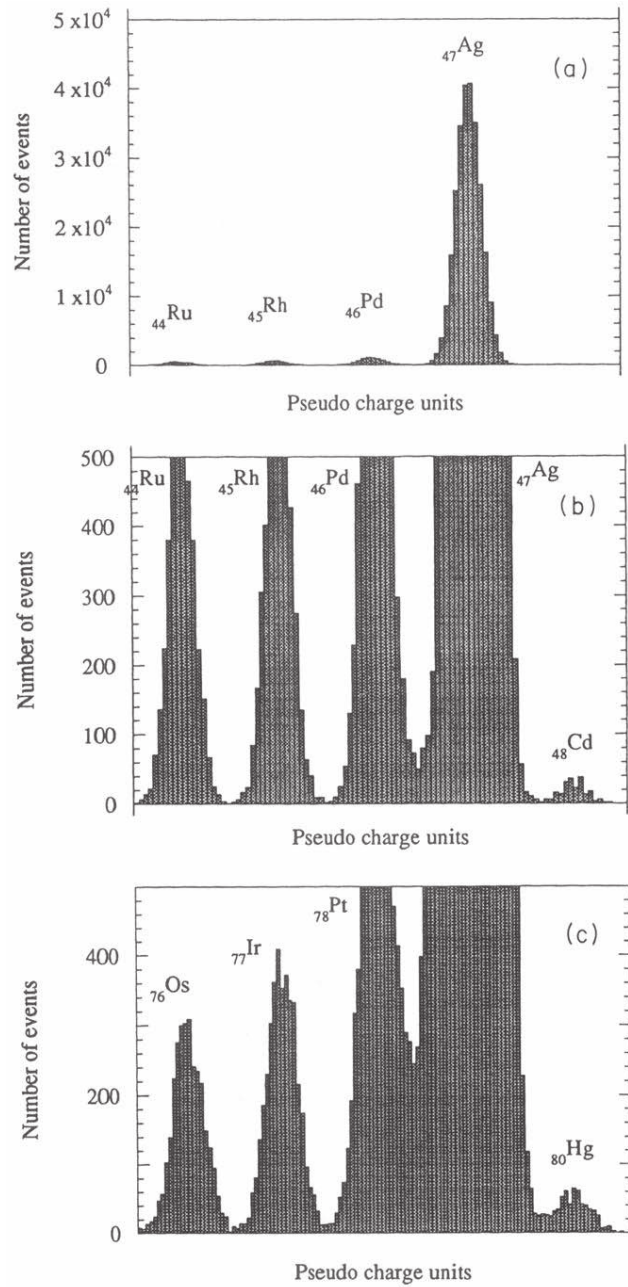 5 x10⁴
₄₇Ag
(a)
4 x10⁴
3 x10⁴
2 x10⁴
1 x10⁴
₄₄Ru
₄₅Rh
₄₆Pd
0
Number of events
Pseudo charge units
500
₄₄Ru
₄₅Rh
₄₆Pd
₄₇Ag
(b)
400
300
200
100
₄₈Cd
0
Number of events
Pseudo charge units
₇₈Pt
(c)
400
₇₇Ir
₇₆Os
200
₈₀Hg
0
Number of events
Pseudo charge units